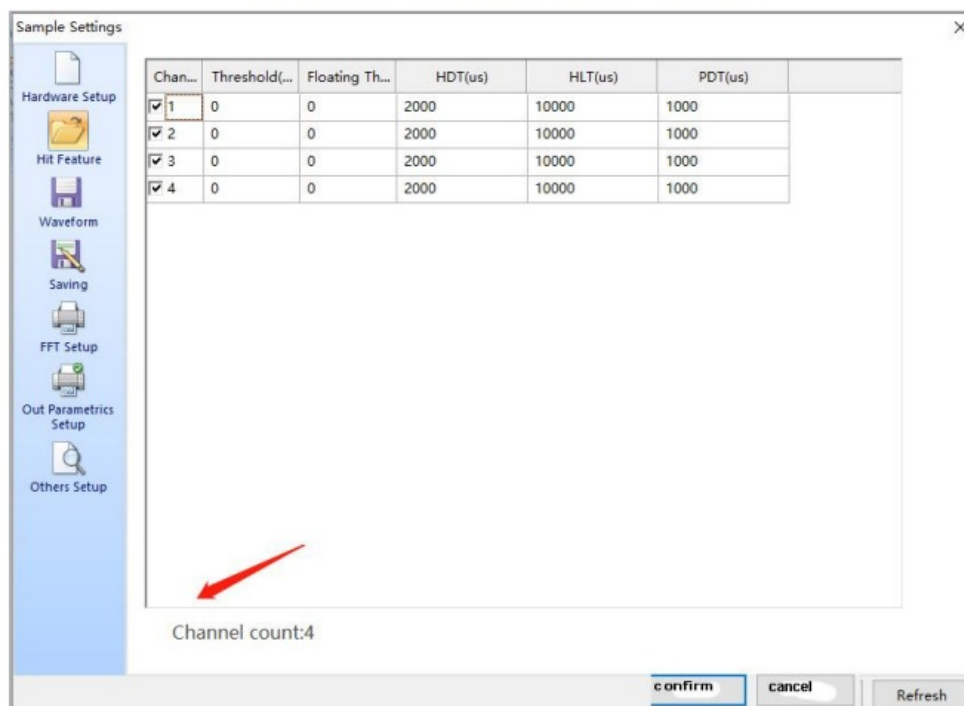 Sample Settings
Hardware Setup
Hit Feature
Waveform
Saving
FFT Setup
Out Parametrics
Setup
Others Setup
Chan... Threshold(... Floating Th... HDT(us) HLT(us) PDT(us)
1 0 0 2000 10000 1000
2 0 0 2000 10000 1000
3 0 0 2000 10000 1000
4 0 0 2000 10000 1000
Channel count:4
confirm cancel Refresh